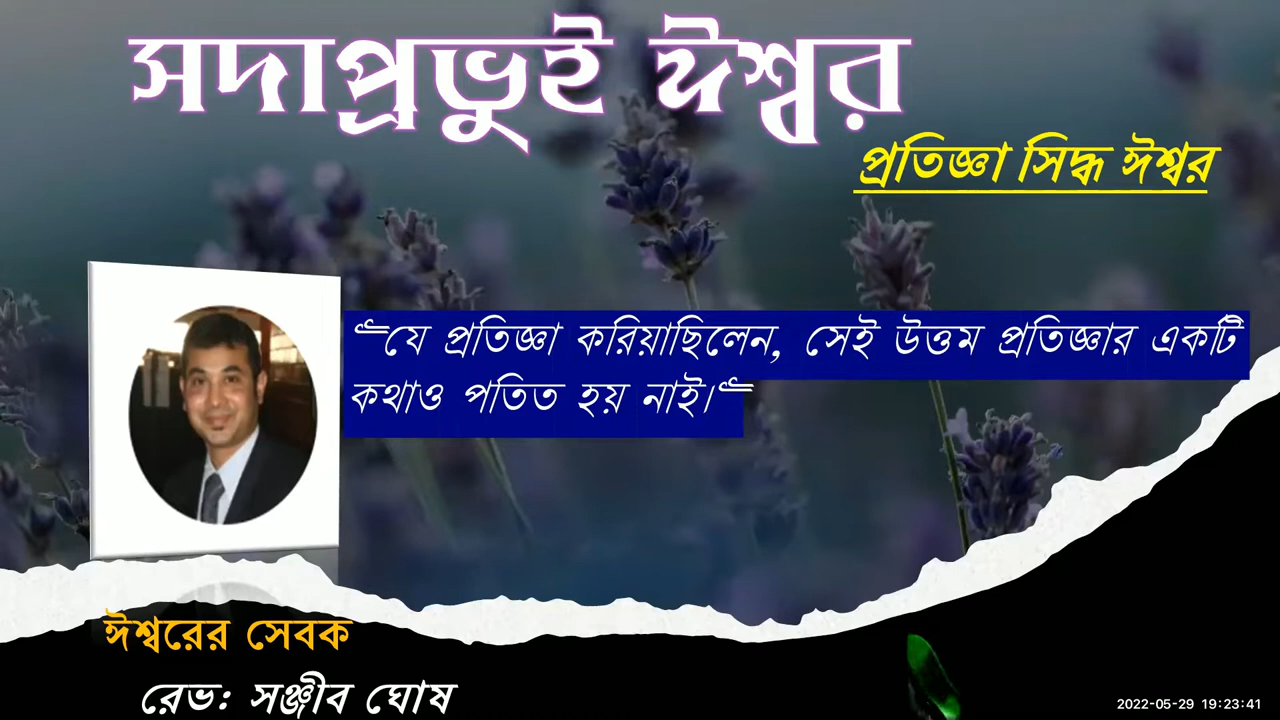 সদাপ্রভুই ঈশ্বর
প্রতিজ্ঞা সিদ্ধ ঈশ্বর
“যে প্রতিজ্ঞা করিয়াছিলেন, সেই উত্তম প্রতিজ্ঞার একটি
কথাও পতিত হয় নাই।“
ঈশ্বরের সেবক
রেভঃ সঞ্জীব ঘোষ
2022-05-29 19:23:41